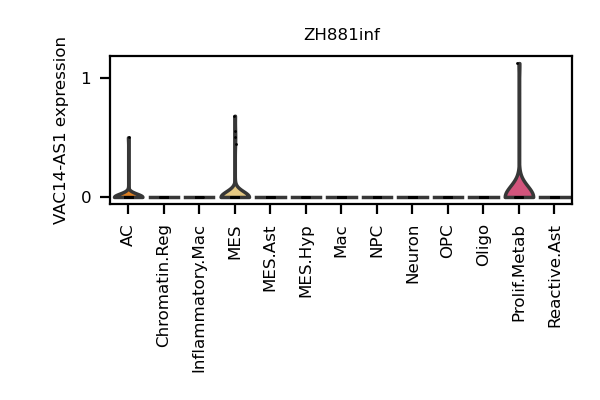 ZH881inf
VAC14-AS1 expression
1
0
AC
Chromatin.Reg
Inflammatory.Mac
MES
MES.Ast
MES.Hyp
Mac
NPC
Neuron
OPC
Oligo
Prolif.Metab
Reactive.Ast